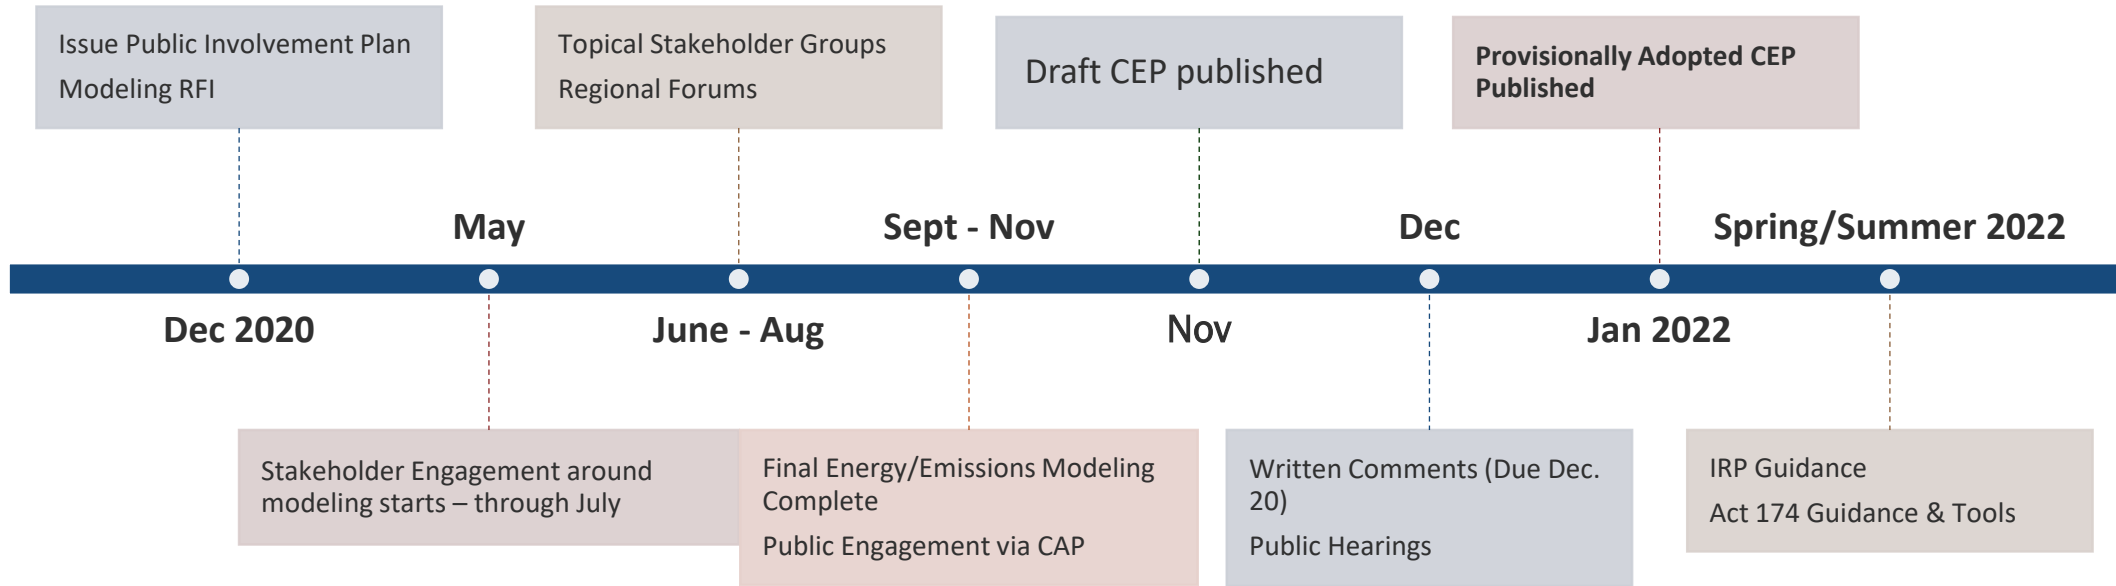 Issue Public Involvement Plan
Modeling RFI
Topical Stakeholder Groups
Regional Forums
Draft CEP published
Provisionally Adopted CEP
Published
May
Sept - Nov
Dec
Spring/Summer 2022
Dec 2020
June - Aug
Nov
Jan 2022
Stakeholder Engagement around
modeling starts – through July
Final Energy/Emissions Modeling
Complete
Public Engagement via CAP
Written Comments (Due Dec.
20)
Public Hearings
IRP Guidance
Act 174 Guidance & Tools